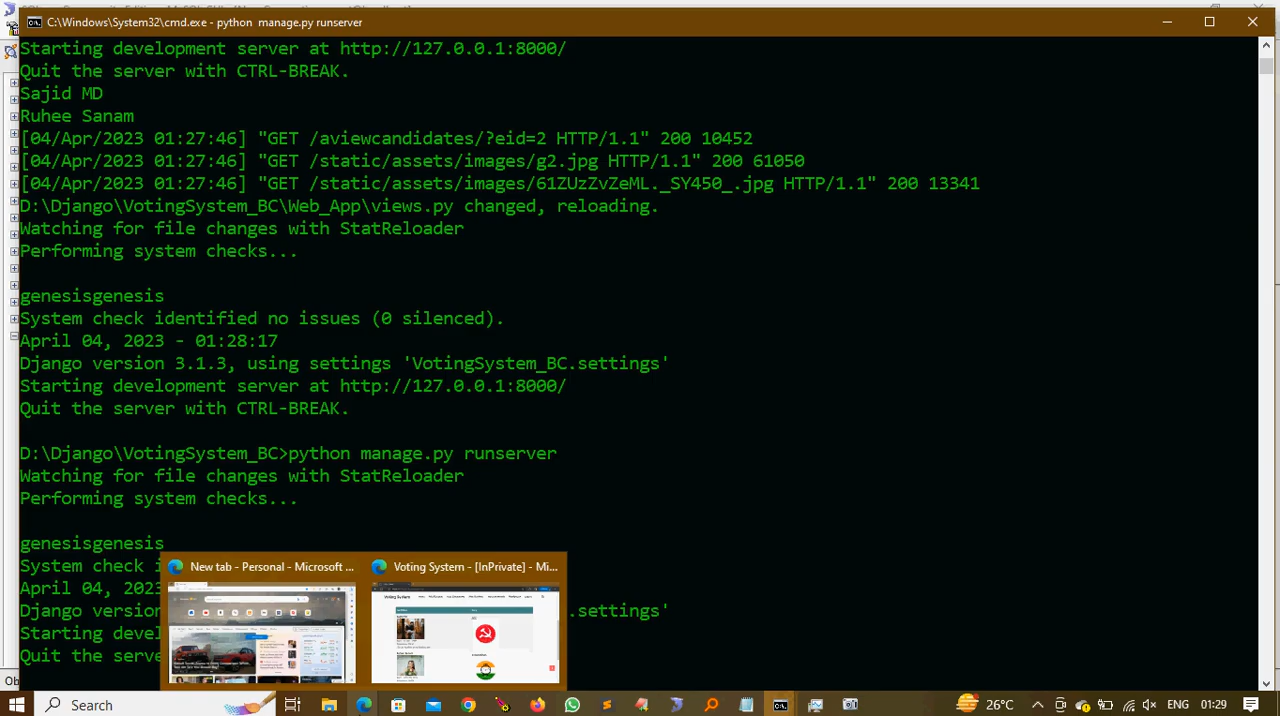 C:\Windows\System32\cmd.exe - python  manage.py runserver
Starting development server at http://127.0.0.1:8000/
Quit the server with CTRL-BREAK.
Sajid MD
Ruhee Sanam
[04/Apr/2023 01:27:46] "GET /aviewcandidates/?eid=2 HTTP/1.1" 200 10452
[04/Apr/2023 01:27:46] "GET /static/assets/images/g2.jpg HTTP/1.1" 200 61050
[04/Apr/2023 01:27:46] "GET /static/assets/images/61ZUzZvZeML._SY450_.jpg HTTP/1.1" 200 13341
D:\Django\VotingSystem_BC\Web_App\views.py changed, reloading.
Watching for file changes with StatReloader
Performing system checks...
genesisgenesis
System check identified no issues (0 silenced).
April 04, 2023 - 01:28:17
Django version 3.1.3, using settings 'VotingSystem_BC.settings'
Starting development server at http://127.0.0.1:8000/
Quit the server with CTRL-BREAK.
D:\Django\VotingSystem_BC>python manage.py runserver
Watching for file changes with StatReloader
Performing system checks...
genesisgenesis
New tab - Personal - Microsoft ...
Voting System - [InPrivate] - Mi...
System check i
April 04, 202
Django version
.settings'
Starting devel
Quit the serve
Search
26°C
ENG
01:29